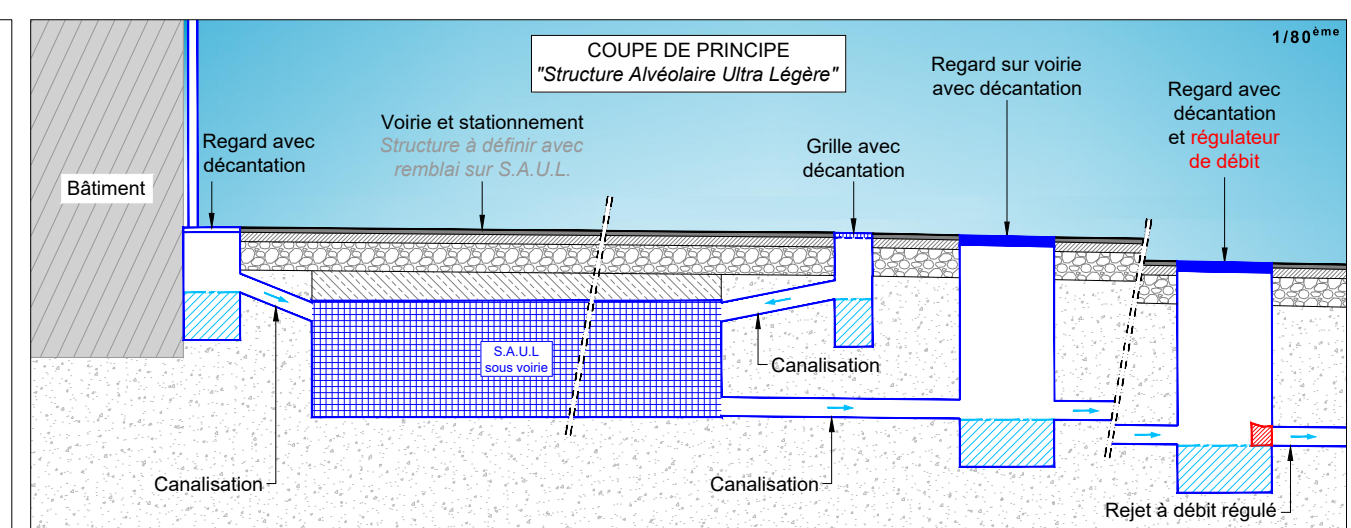 COUPE DE PRINCIPE
"Structure Alvéolaire Ultra Légère"
1/80ème
Bâtiment
Regard avec
décantation
Voirie et stationnement
Structure à définir avec
remblai sur S.A.U.L.
Grille avec
décantation
Regard sur voirie
avec décantation
Regard avec
décantation
et régulateur
de débit
S.A.U.L
sous voirie
Canalisation
Canalisation
Canalisation
Rejet à débit régulé